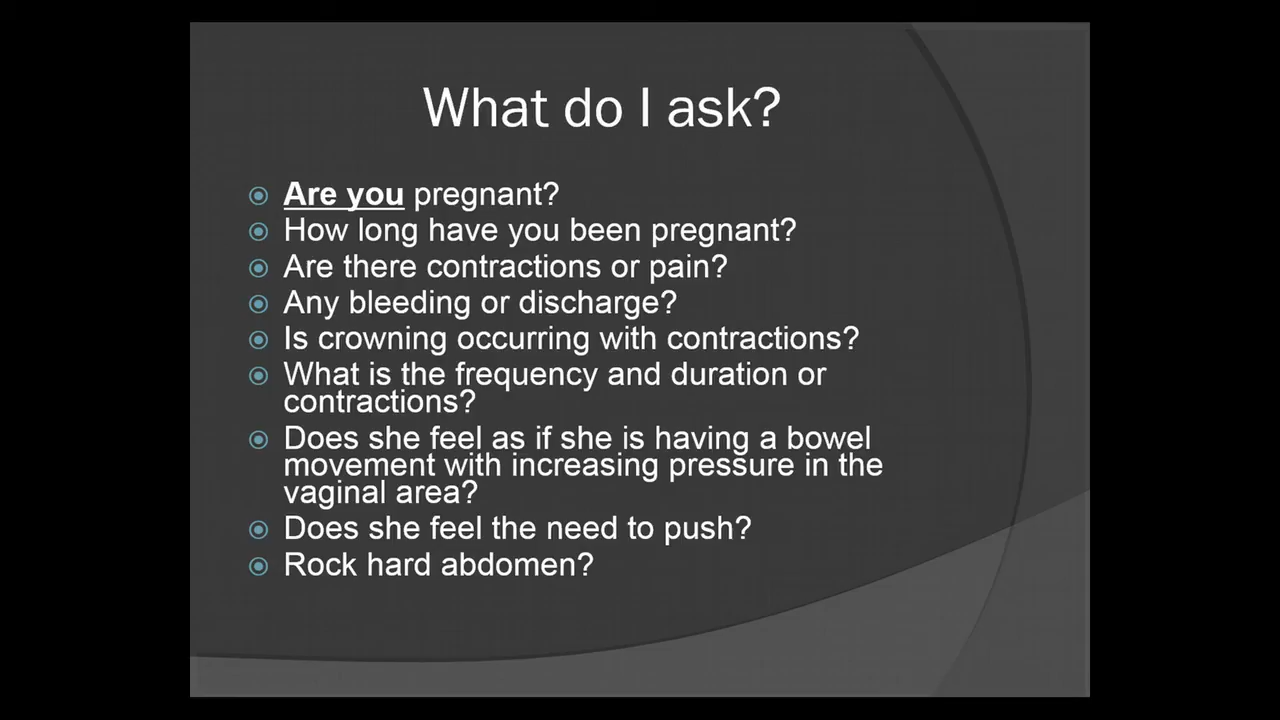 What do I ask?
Are you pregnant?
How long have you been pregnant?
Are there contractions or pain?
Any bleeding or discharge?
Is crowning occurring with contractions?
What is the frequency and duration or
contractions?
Does she feel as if she is having a bowel
movement with increasing pressure in the
vaginal area?
Does she feel the need to push?
Rock hard abdomen?